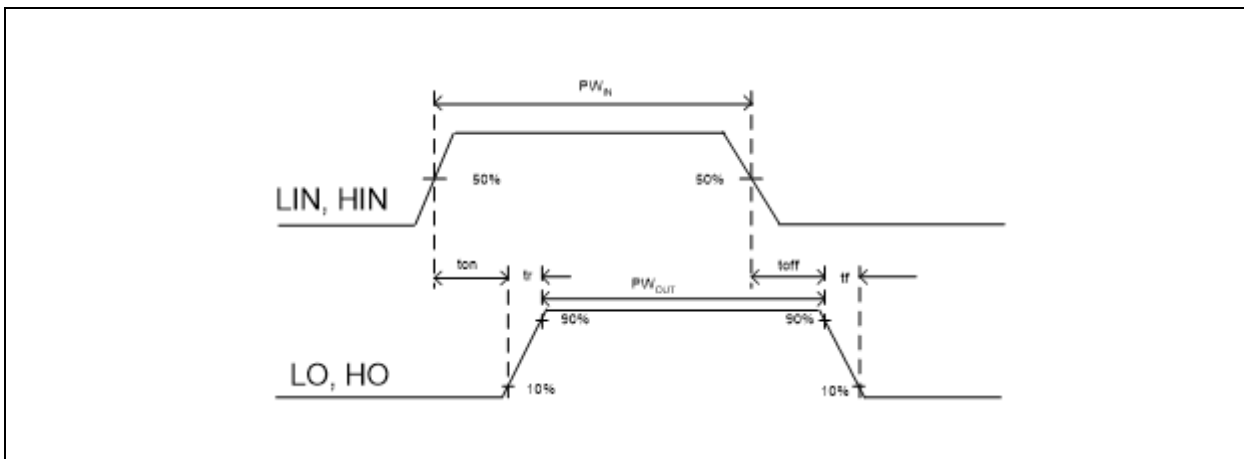 PW_IN
50% 50%
LIN, HIN
ton tr toff tf
PW_OUT
90% 90%
LO, HO
10% 10%